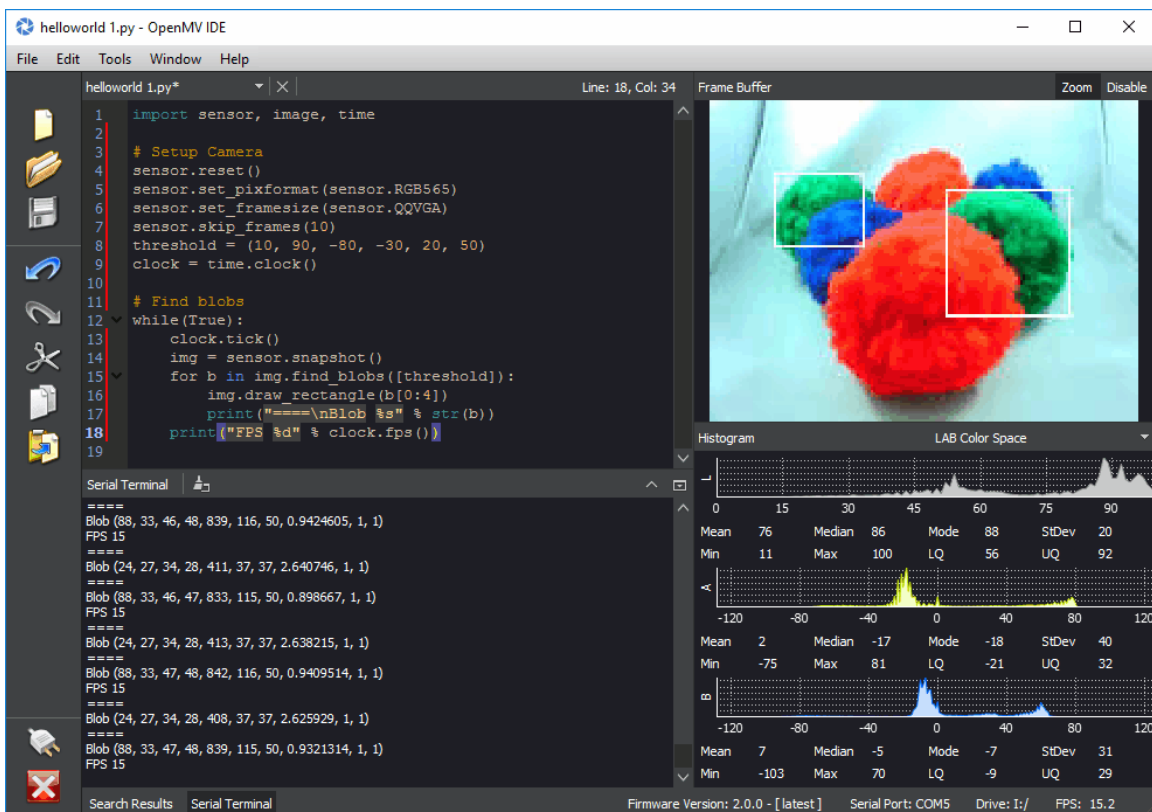 helloworld 1.py - OpenMV IDE
File Edit Tools Window Help
helloworld 1.py* Line: 18, Col: 34
1 import sensor, image, time
2
3 # Setup Camera
4 sensor.reset()
5 sensor.set_pixformat(sensor.RGB565)
6 sensor.set_framesize(sensor.QQVGA)
7 sensor.skip_frames(10)
8 threshold = (10, 90, -80, -30, 20, 50)
9 clock = time.clock()
10
11 # Find blobs
12 while(True):
13 clock.tick()
14 img = sensor.snapshot()
15 for b in img.find_blobs([threshold]):
16 img.draw_rectangle(b[0:4])
17 print("====\nBlob %s" % str(b))
18 print("FPS %d" % clock.fps())
19
Serial Terminal
====
Blob (88, 33, 46, 48, 839, 116, 50, 0.9424605, 1, 1)
FPS 15
====
Blob (24, 27, 34, 28, 411, 37, 37, 2.640746, 1, 1)
====
Blob (88, 33, 46, 47, 833, 115, 50, 0.898667, 1, 1)
FPS 15
====
Blob (24, 27, 34, 28, 413, 37, 37, 2.638215, 1, 1)
====
Blob (88, 33, 47, 48, 842, 116, 50, 0.9409514, 1, 1)
FPS 15
====
Blob (24, 27, 34, 28, 408, 37, 37, 2.625929, 1, 1)
====
Blob (88, 33, 47, 48, 839, 115, 50, 0.9321314, 1, 1)
FPS 15
Frame Buffer Zoom Disable
Histogram LAB Color Space
L
0 15 30 45 60 75 90
Mean 76 Median 86 Mode 88 StDev 20
Min 11 Max 100 LQ 56 UQ 92
A
-120 -80 -40 0 40 80 120
Mean 2 Median -17 Mode -18 StDev 40
Min -75 Max 81 LQ -21 UQ 32
B
-120 -80 -40 0 40 80 120
Mean 7 Median -5 Mode -7 StDev 31
Min -103 Max 70 LQ -9 UQ 29
Search Results Serial Terminal Firmware Version: 2.0.0 - [ latest ] Serial Port: COM5 Drive: I:/ FPS: 15.2